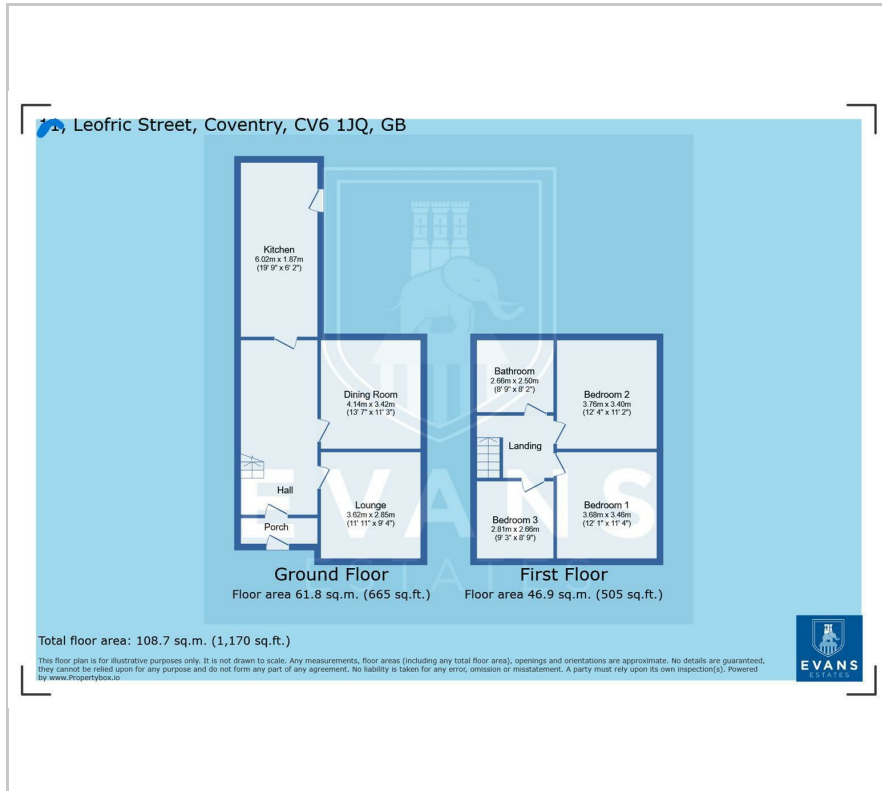 11, Leofric Street, Coventry, CV6 1JQ, GB
Kitchen
6.02m x 1.87m
(19' 9" x 6' 2")
Dining Room
4.14m x 3.42m
(13' 7" x 11' 3")
Hall
Lounge
3.62m x 2.85m
(11' 11" x 9' 4")
Porch
Bathroom
2.66m x 2.50m
(8' 9" x 8' 2")
Bedroom 2
3.76m x 3.40m
(12' 4" x 11' 2")
Landing
Bedroom 1
3.68m x 3.46m
(12' 1" x 11' 4")
Bedroom 3
2.81m x 2.66m
(9' 3" x 8' 9")
EVANS
ESTATES
Ground Floor
Floor area 61.8 sq.m. (665 sq.ft.)
First Floor
Floor area 46.9 sq.m. (505 sq.ft.)
Total floor area: 108.7 sq.m. (1,170 sq.ft.)
This floor plan is for illustrative purposes only. It is not drawn to scale. Any measurements, floor areas (including any total floor area), openings and orientations are approximate. No details are guaranteed,
they cannot be relied upon for any purpose and do not form any part of any agreement. No liability is taken for any error, omission or misstatement. A party must rely upon its own inspection(s). Powered
by www.Propertybox.io
EVANS
ESTATES